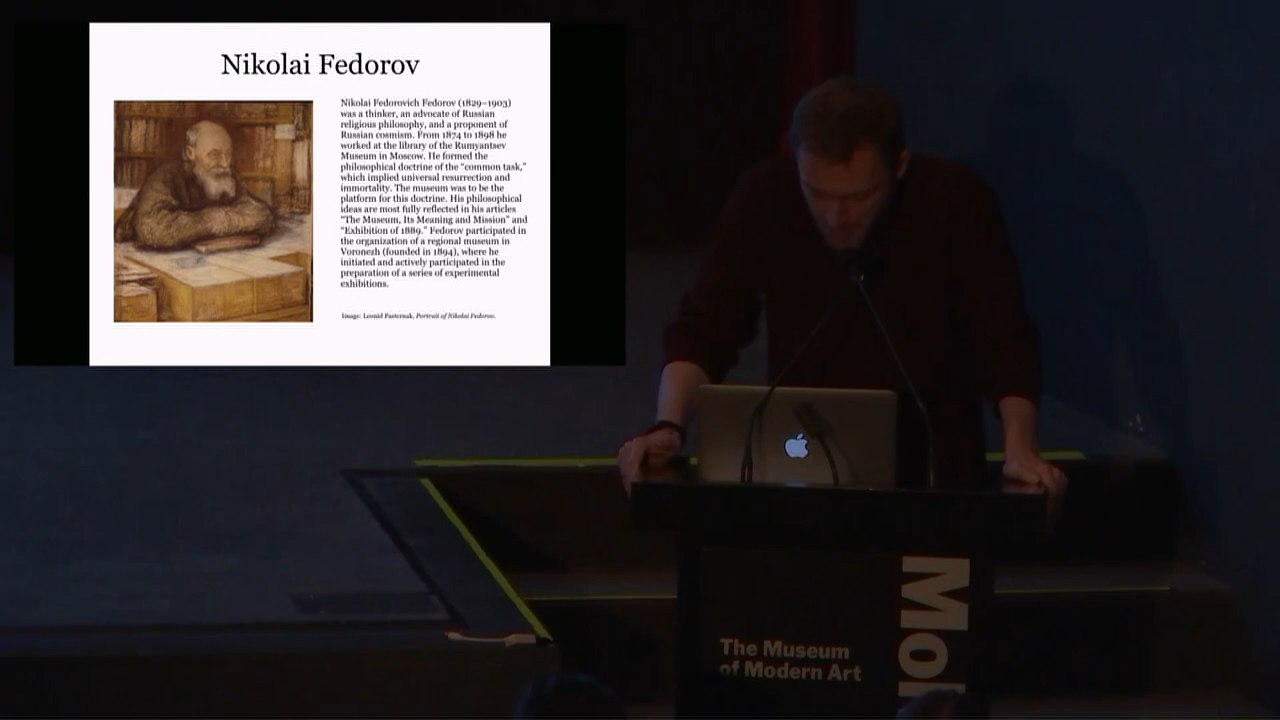 Nikolai Fedorov
Nikolai Fedorovich Fedorov (1829–1903)
was a thinker, an advocate of Russian
religious philosophy, and a proponent of
Russian cosmism. From 1874 to 1898 he
worked at the library of the Rumyantsev
Museum in Moscow. He formed the
philosophical doctrine of the “common task,”
which implied universal resurrection and
immortality. The museum was to be the
platform for this doctrine. His philosophical
ideas are most fully reflected in his articles
“The Museum, Its Meaning and Mission” and
“Exhibition of 1889.” Fedorov participated in
the organization of a regional museum in
Voronezh (founded in 1894), where he
initiated and actively participated in the
preparation of a series of experimental
exhibitions.
Image: Leonid Pasternak, Portrait of Nikolai Fedorov.
The Museum
of Modern Art
MoM